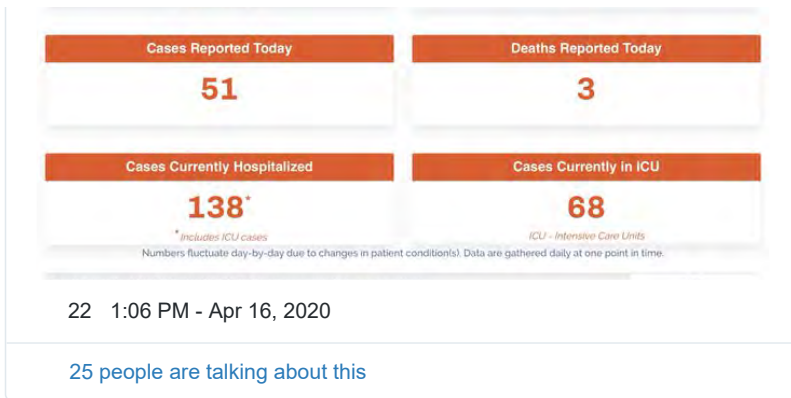 Cases Reported Today
Deaths Reported Today
51
3
Cases Currently Hospitalized
Cases Currently in ICU
138*
68
* Includes ICU cases
ICU - Intensive Care Units
Numbers fluctuate day-by-day due to changes in patient condition(s). Data are gathered daily at one point in time.
22 1:06 PM - Apr 16, 2020
25 people are talking about this